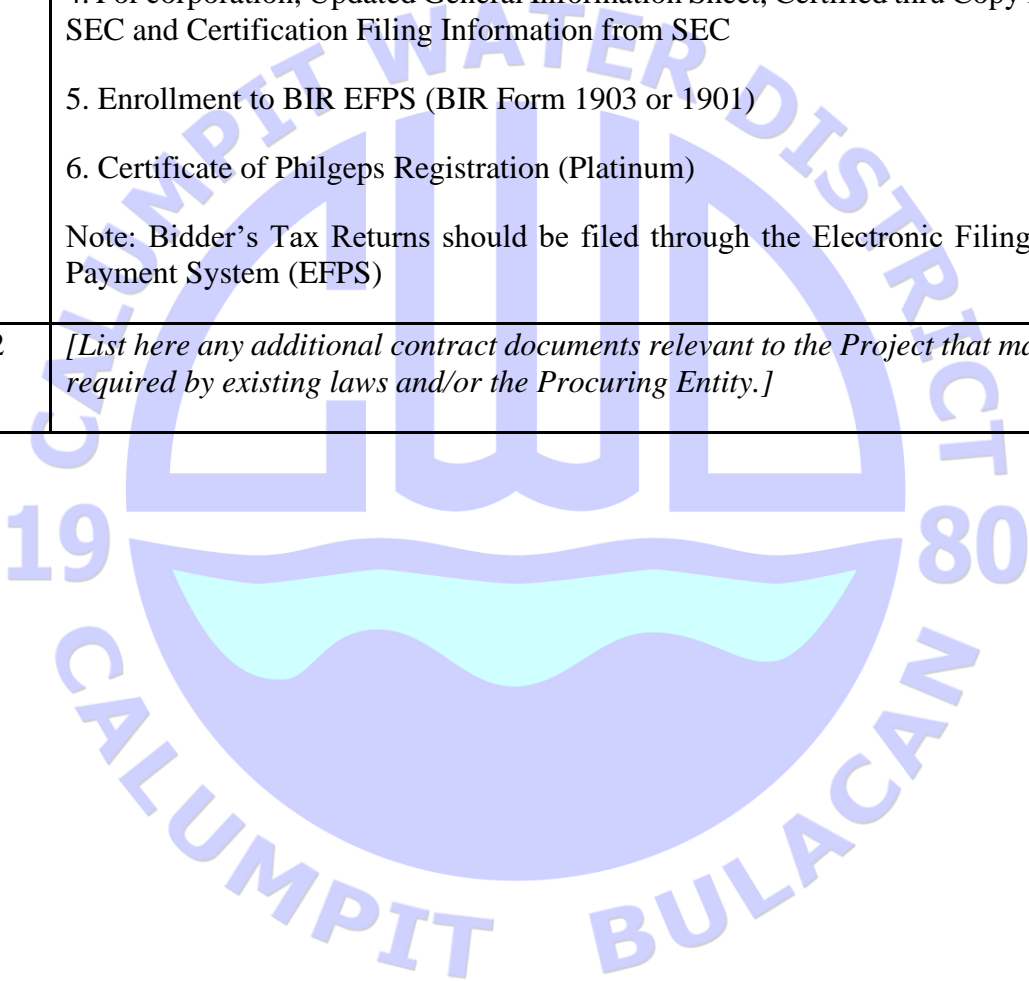 4. For corporation, Updated General Information Sheet, Certified thru Copy
SEC and Certification Filing Information from SEC
5. Enrollment to BIR EFPS (BIR Form 1903 or 1901)
6. Certificate of Philgeps Registration (Platinum)
Note: Bidder’s Tax Returns should be filed through the Electronic Filing
Payment System (EFPS)
2 [List here any additional contract documents relevant to the Project that ma
required by existing laws and/or the Procuring Entity.]
CALUMPIT WATER DISTRICT
19 80
CALUMPIT BULACAN